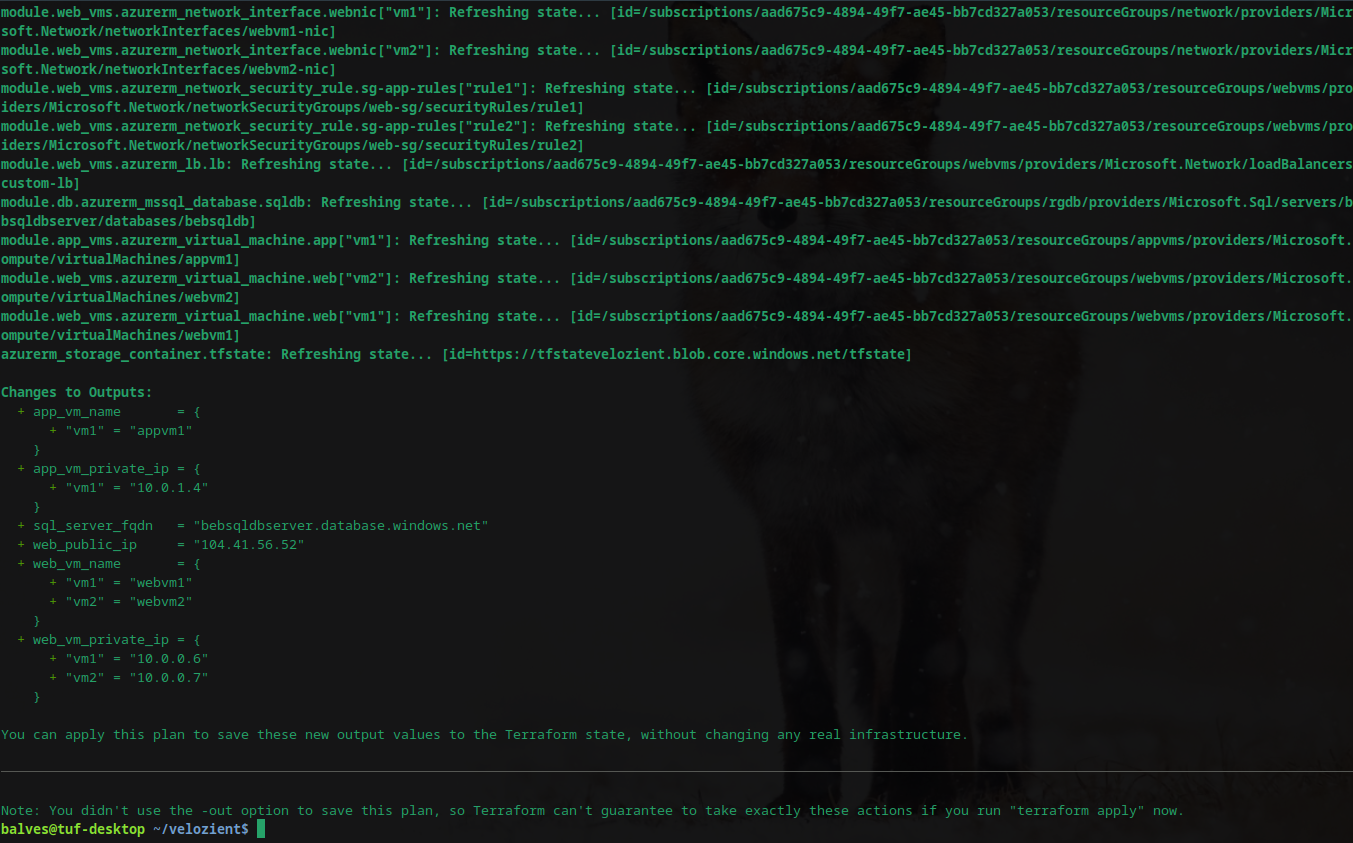 module.web_vms.azurerm_network_interface.webnic["vm1"]: Refreshing state... [id=/subscriptions/aad675c9-4894-49f7-ae45-bb7cd327a053/resourceGroups/network/providers/Micr
soft.Network/networkInterfaces/webvm1-nic]
module.web_vms.azurerm_network_interface.webnic["vm2"]: Refreshing state... [id=/subscriptions/aad675c9-4894-49f7-ae45-bb7cd327a053/resourceGroups/network/providers/Micr
soft.Network/networkInterfaces/webvm2-nic]
module.web_vms.azurerm_network_security_rule.sg-app-rules["rule1"]: Refreshing state... [id=/subscriptions/aad675c9-4894-49f7-ae45-bb7cd327a053/resourceGroups/webvms/pro
iders/Microsoft.Network/networkSecurityGroups/web-sg/securityRules/rule1]
module.web_vms.azurerm_network_security_rule.sg-app-rules["rule2"]: Refreshing state... [id=/subscriptions/aad675c9-4894-49f7-ae45-bb7cd327a053/resourceGroups/webvms/pro
iders/Microsoft.Network/networkSecurityGroups/web-sg/securityRules/rule2]
module.web_vms.azurerm_lb.lb: Refreshing state... [id=/subscriptions/aad675c9-4894-49f7-ae45-bb7cd327a053/resourceGroups/webvms/providers/Microsoft.Network/loadBalancers
custom-lb]
module.db.azurerm_mssql_database.sqldb: Refreshing state... [id=/subscriptions/aad675c9-4894-49f7-ae45-bb7cd327a053/resourceGroups/rgdb/providers/Microsoft.Sql/servers/b
bsqldbserver/databases/bebsqldb]
module.app_vms.azurerm_virtual_machine.app["vm1"]: Refreshing state... [id=/subscriptions/aad675c9-4894-49f7-ae45-bb7cd327a053/resourceGroups/appvms/providers/Microsoft.
ompute/virtualMachines/appvm1]
module.web_vms.azurerm_virtual_machine.web["vm2"]: Refreshing state... [id=/subscriptions/aad675c9-4894-49f7-ae45-bb7cd327a053/resourceGroups/webvms/providers/Microsoft.
ompute/virtualMachines/webvm2]
module.web_vms.azurerm_virtual_machine.web["vm1"]: Refreshing state... [id=/subscriptions/aad675c9-4894-49f7-ae45-bb7cd327a053/resourceGroups/webvms/providers/Microsoft.
ompute/virtualMachines/webvm1]
azurerm_storage_container.tfstate: Refreshing state... [id=https://tfstatevelozient.blob.core.windows.net/tfstate]
Changes to Outputs:
+ app_vm_name = {
+ "vm1" = "appvm1"
}
+ app_vm_private_ip = {
+ "vm1" = "10.0.1.4"
}
+ sql_server_fqdn = "bebsqldbserver.database.windows.net"
+ web_public_ip = "104.41.56.52"
+ web_vm_name = {
+ "vm1" = "webvm1"
+ "vm2" = "webvm2"
}
+ web_vm_private_ip = {
+ "vm1" = "10.0.0.6"
+ "vm2" = "10.0.0.7"
}
You can apply this plan to save these new output values to the Terraform state, without changing any real infrastructure.
Note: You didn't use the -out option to save this plan, so Terraform can't guarantee to take exactly these actions if you run "terraform apply" now.
balves@tuf-desktop ~/velozient$